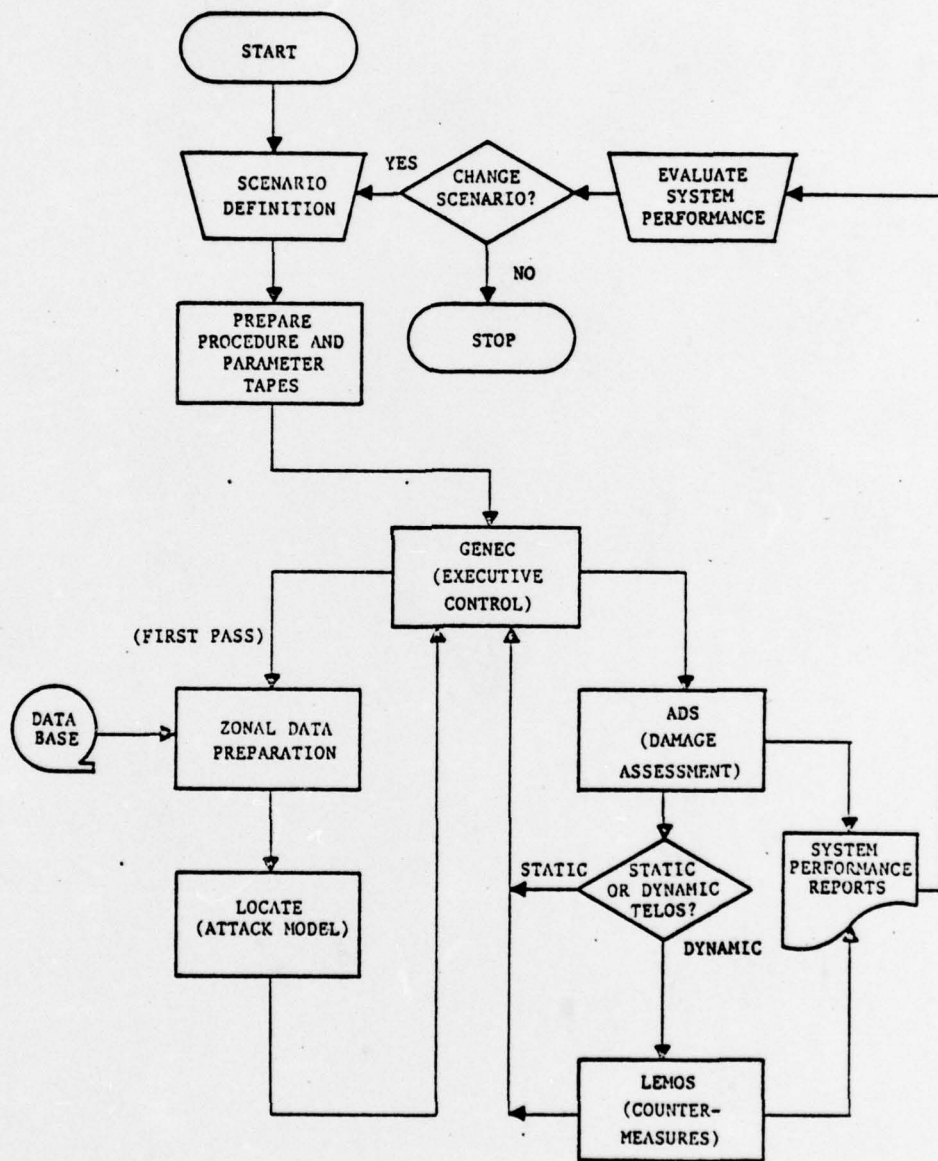 START
SCENARIO
DEFINITION
YES
CHANGE
SCENARIO?
EVALUATE
SYSTEM
PERFORMANCE
NO
STOP
PREPARE
PROCEDURE AND
PARAMETER
TAPES
GENEC
(EXECUTIVE
CONTROL)
(FIRST PASS)
DATA
BASE
ZONAL DATA
PREPARATION
ADS
(DAMAGE
ASSESSMENT)
LOCATE
(ATTACK MODEL)
STATIC
STATIC
OR DYNAMIC
TELOS?
SYSTEM
PERFORMANCE
REPORTS
DYNAMIC
LEMOS
(COUNTER-
MEASURES)